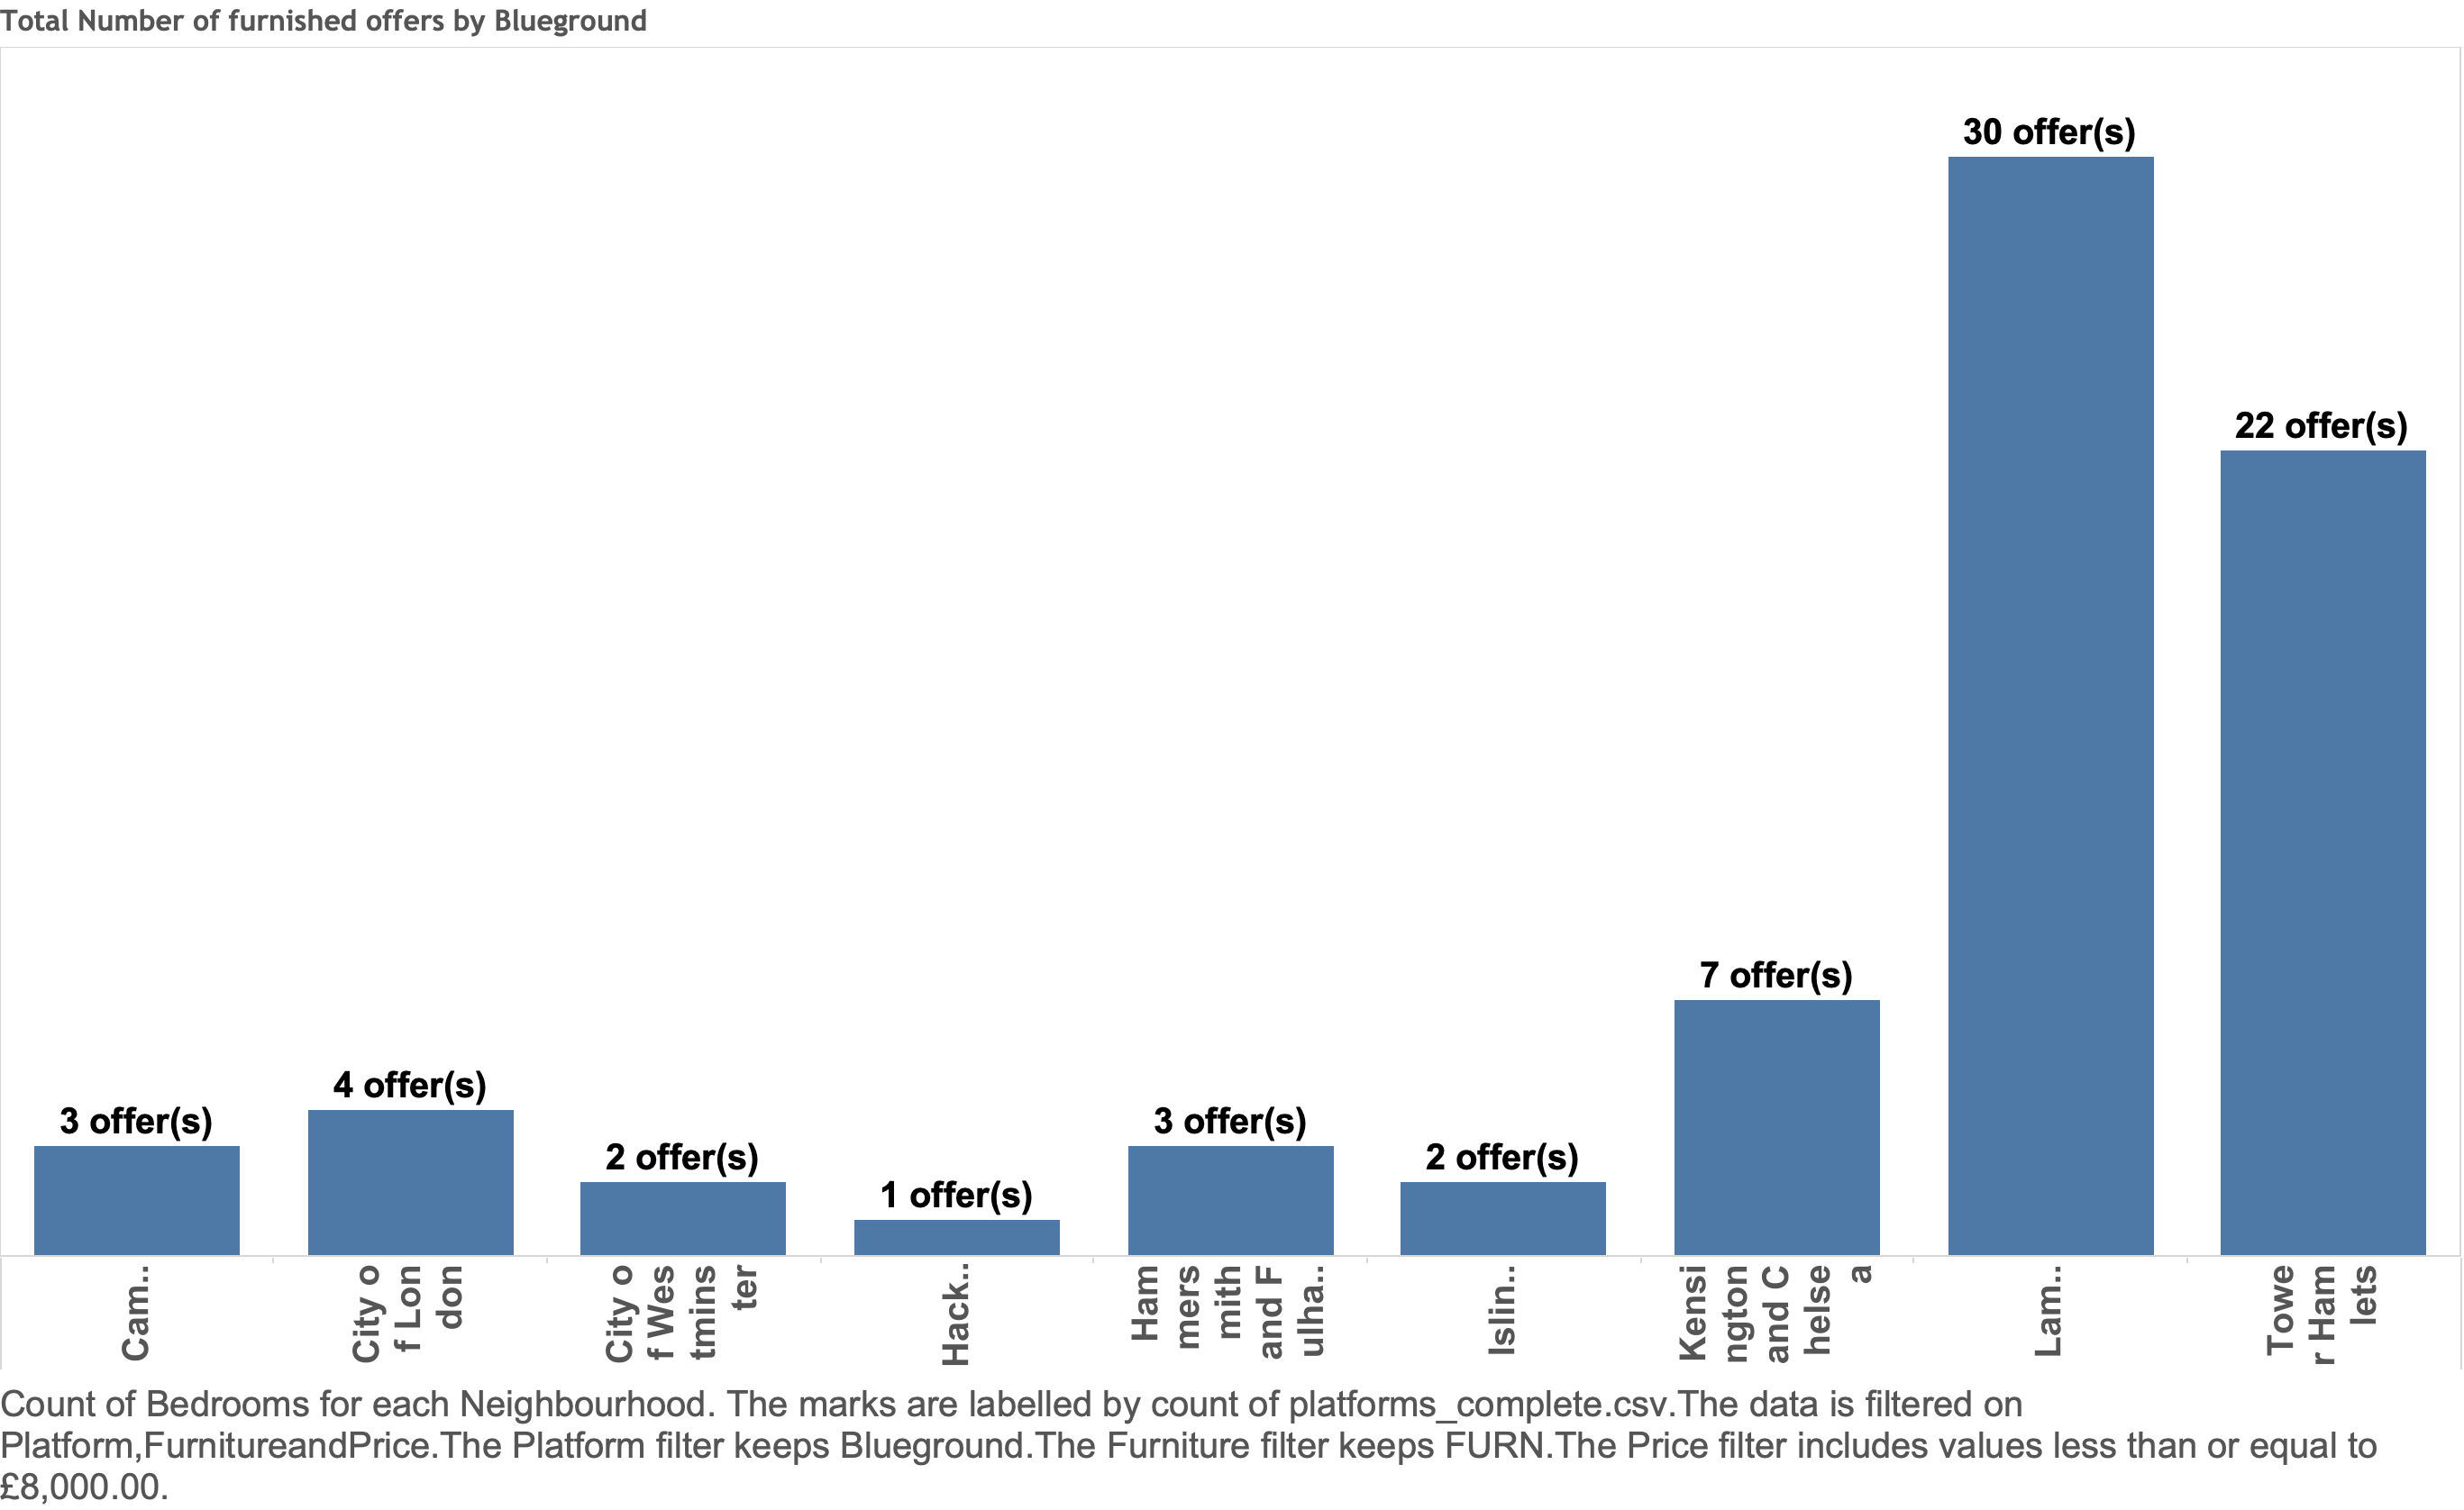 Total Number of furnished offers by Blueground
30 offer(s)
22 offer(s)
7 offer(s)
4 offer(s)
3 offer(s)
3 offer(s)
2 offer(s)
2 offer(s)
1 offer(s)
Cam..
City o
f Lon
don
City o
f Wes
tmins
ter
Hack..
Ham
mers
mith
and F
ulha..
Islin..
Kensi
ngton
and C
helse
a
Lam..
Towe
r Ham
lets
Count of Bedrooms for each Neighbourhood. The marks are labelled by count of platforms_complete.csv.The data is filtered on
Platform,FurnitureandPrice.The Platform filter keeps Blueground.The Furniture filter keeps FURN.The Price filter includes values less than or equal to
£8,000.00.